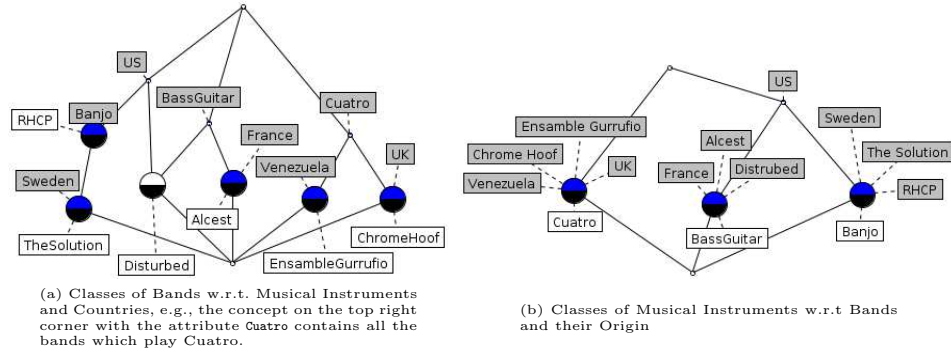 US
BassGuitar
Cuatro
RHCP
Banjo
France
Venezuela
UK
Sweden
Alcest
TheSolution
Disturbed
EnsambleGurrufio
ChromeHoof
(a) Classes of Bands w.r.t. Musical Instruments
and Countries, e.g., the concept on the top right
corner with the attribute Cuatro contains all the
bands which play Cuatro.
US
Ensamble Gurrufio
Sweden
Alcest
Chrome Hoof
The Solution
UK
France
Distrubed
Venezuela
RHCP
Cuatro
BassGuitar
Banjo
(b) Classes of Musical Instruments w.r.t Bands
and their Origin